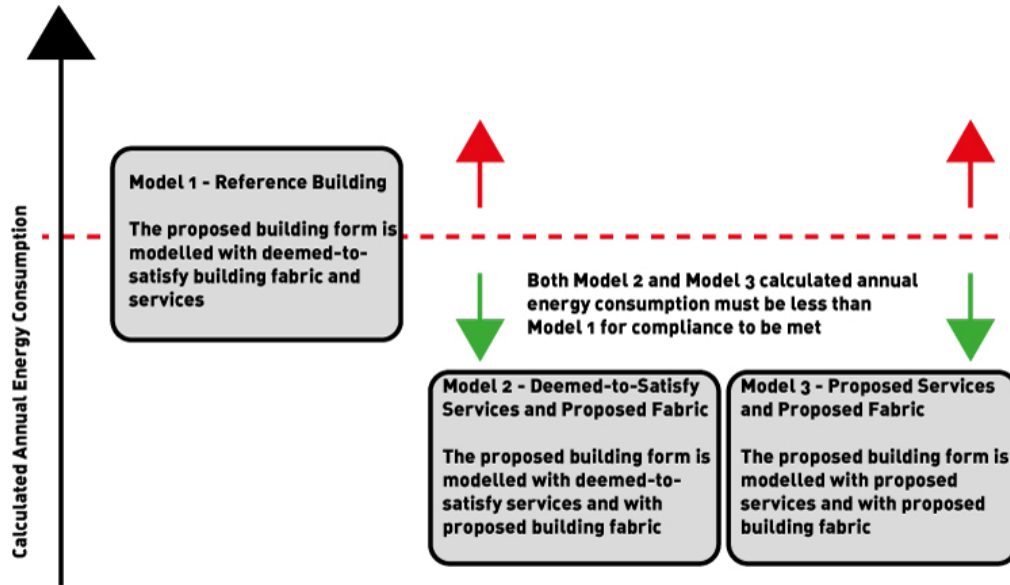 Calculated Annual Energy Consumption
Model 1 - Reference Building
The proposed building form is
modelled with deemed-to-
satisfy building fabric and
services
Both Model 2 and Model 3 calculated annual
energy consumption must be less than
Model 1 for compliance to be met
Model 2 - Deemed-to-Satisfy
Services and Proposed Fabric
The proposed building form is
modelled with deemed-to-
satisfy services and with
proposed building fabric
Model 3 - Proposed Services
and Proposed Fabric
The proposed building form is
modelled with proposed
services and with proposed
building fabric